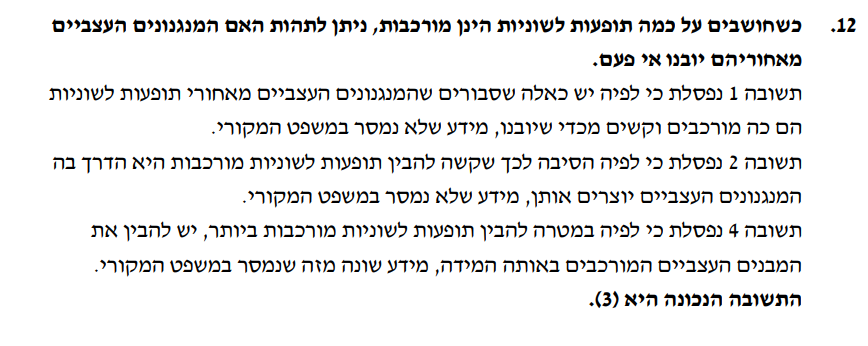 12. כשחושבים על כמה תופעות לשוניות הינן מורכבות, ניתן לתהות האם המנגנונים העצביים
מאחוריהם יובנו אי פעם.
תשובה 1 נפסלת כי לפיה יש כאלה שסבורים שהמנגנונים העצביים מאחורי תופעות לשוניות
הם כה מורכבים וקשים מכדי שיובנו, מידע שלא נמסר במשפט המקורי.
תשובה 2 נפסלת כי לפיה הסיבה לכך שקשה להבין תופעות לשוניות מורכבות היא הדרך בה
המנגנונים העצביים יוצרים אותן, מידע שלא נמסר במשפט המקורי.
תשובה 4 נפסלת כי לפיה במטרה להבין תופעות לשוניות מורכבות ביותר, יש להבין את
המבנים העצביים המורכבים באותה המידה, מידע שונה מזה שנמסר במשפט המקורי.
התשובה הנכונה היא (3).